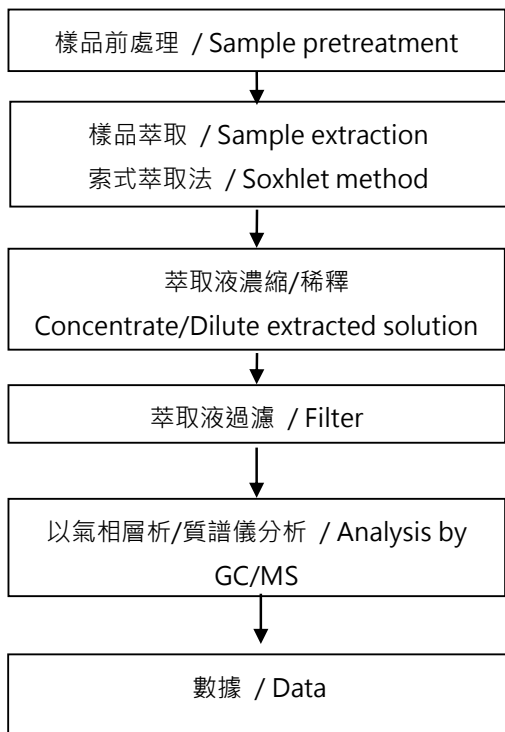 樣品前處理 / Sample pretreatment
樣品萃取 / Sample extraction
索式萃取法 / Soxhlet method
萃取液濃縮/稀釋
Concentrate/Dilute extracted solution
萃取液過濾 / Filter
以氣相層析/質譜儀分析 / Analysis by
GC/MS
數據 / Data